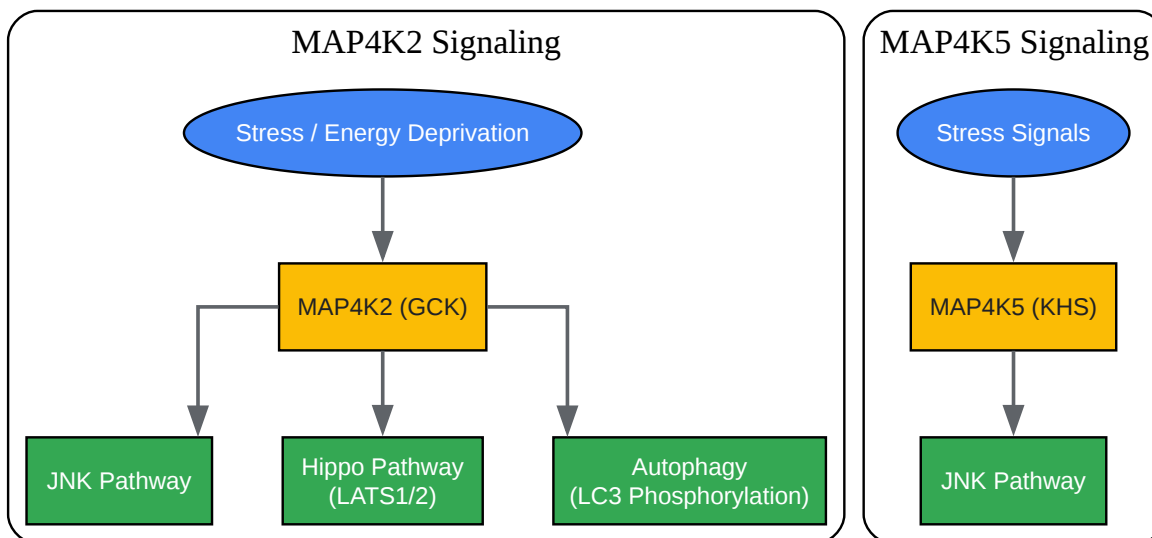 MAP4K2 Signaling
Stress / Energy Deprivation
MAP4K2 (GCK)
JNK Pathway
Hippo Pathway
(LATS1/2)
Autophagy
(LC3 Phosphorylation)
MAP4K5 Signaling
Stress Signals
MAP4K5 (KHS)
JNK Pathway